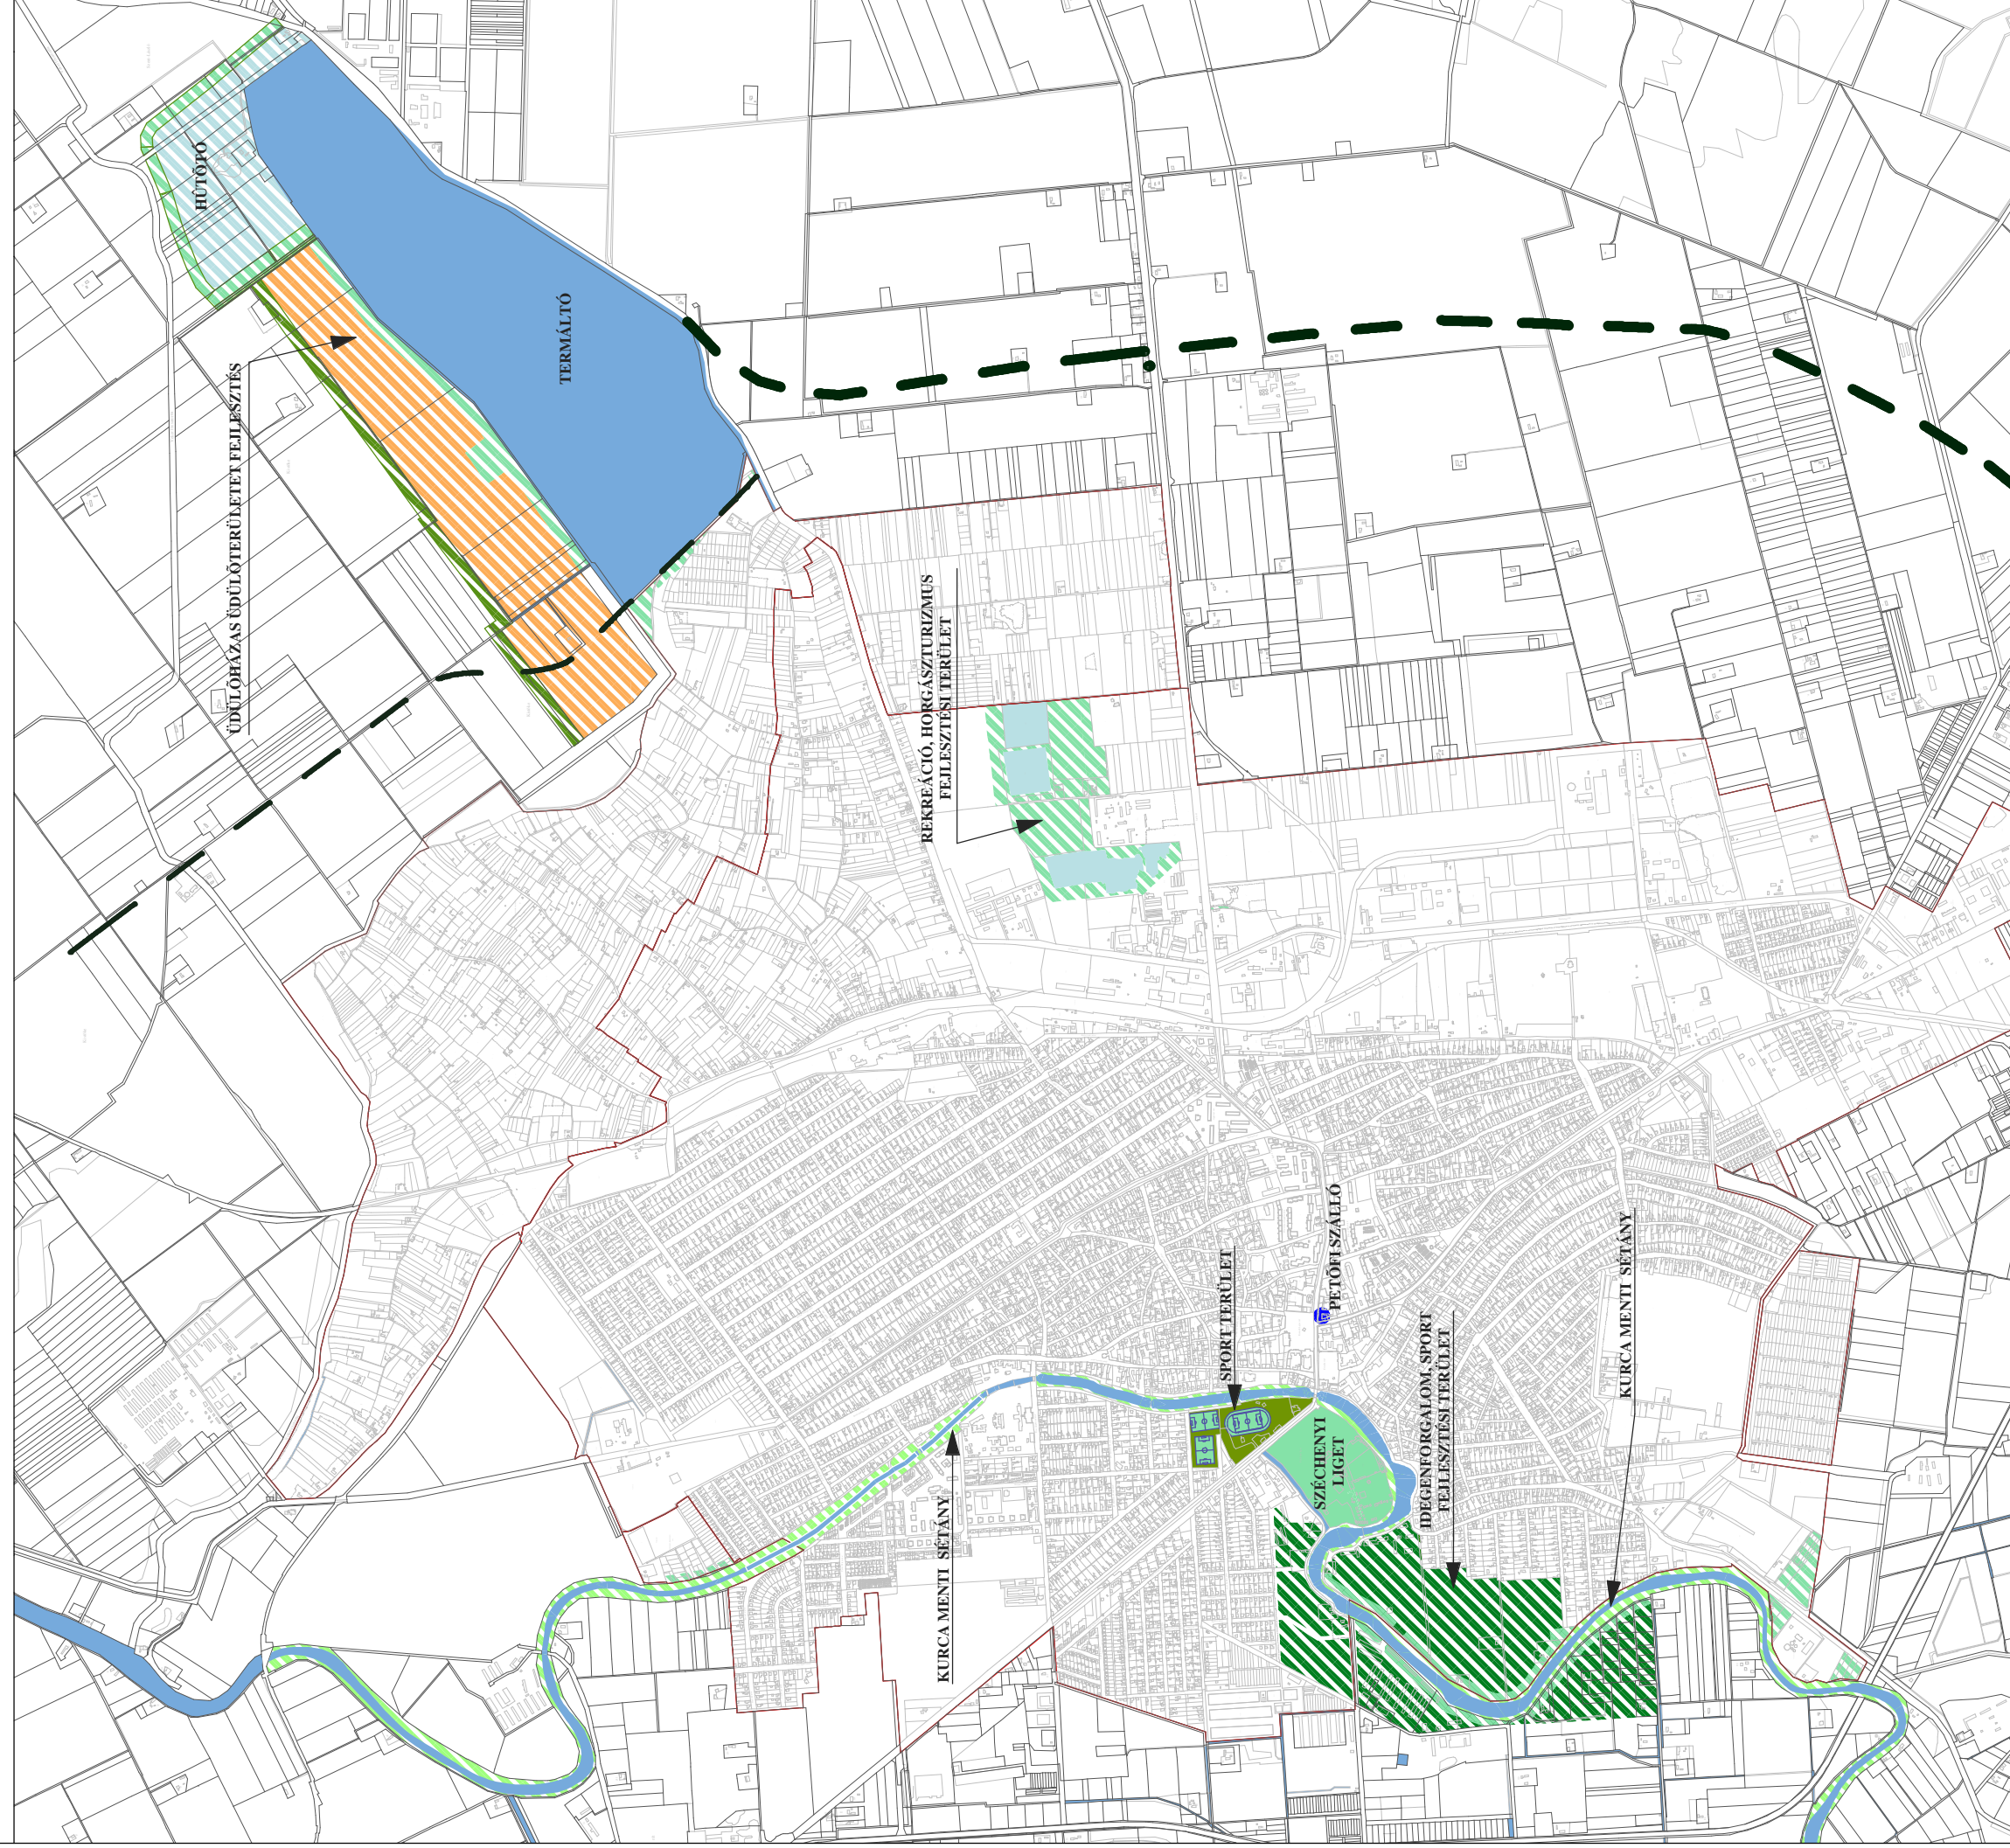 HŰTŐTÓ
ÜDÜLŐHÁZAS ÜDÜLŐTERÜLETET FEJLESZTÉS
TERMÁLTÓ
REKREÁCIÓ, HORGÁSZTURIZMUS
FEJLESZTÉSI TERÜLET
KURCA MENTI SÉTÁNY
SPORT TERÜLET
PETŐFI SZÁLLÓ
SZÉCHENYI
LIGET
IDEGENFORGALOM, SPORT
FEJLESZTÉSI TERÜLET
KURCA MENTI SÉTÁNY